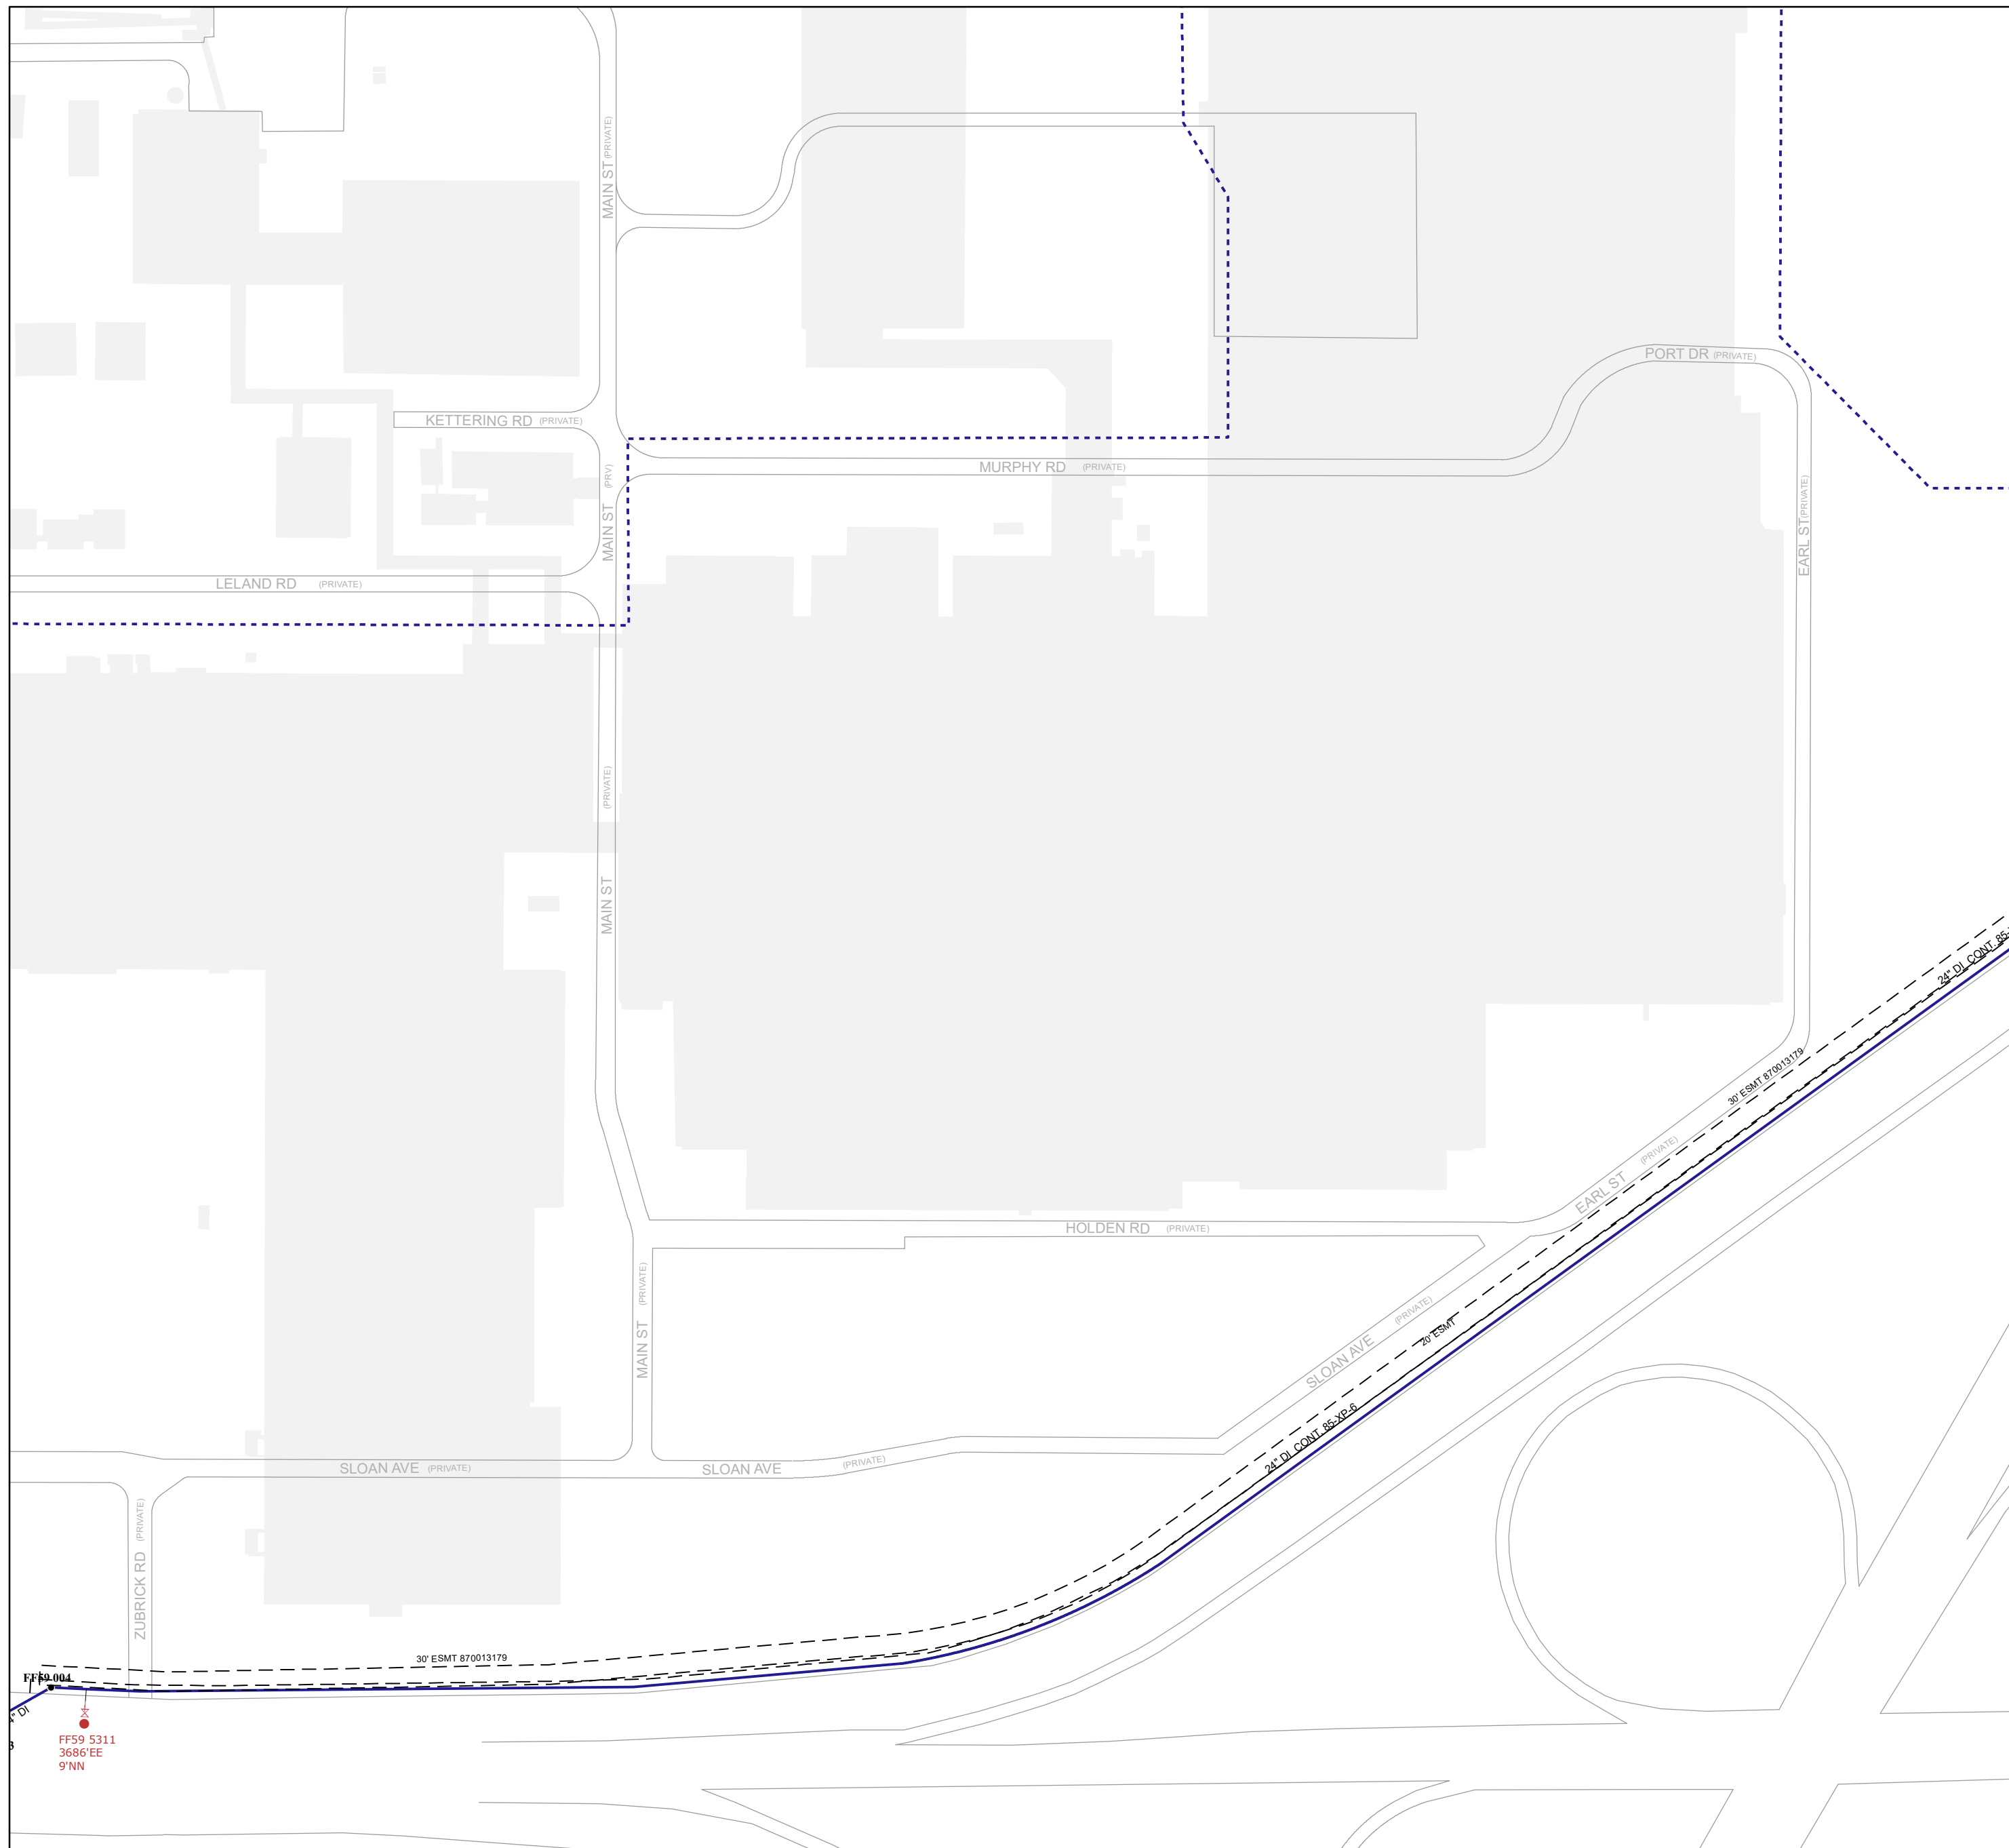 MAIN ST (PRIVATE)
PORT DR (PRIVATE)
KETTERING RD (PRIVATE)
MURPHY RD (PRIVATE)
MAIN ST (PRV)
EARL ST (PRIVATE)
LELAND RD (PRIVATE)
MAIN ST (PRIVATE)
24" DI CONT. 85-
30' ESMT 870013179
EARL ST (PRIVATE)
HOLDEN RD (PRIVATE)
MAIN ST (PRIVATE)
SLOAN AVE (PRIVATE)
20' ESMT
24" DI CONT. 85-XP-6
SLOAN AVE (PRIVATE)
SLOAN AVE (PRIVATE)
ZUBRICK RD (PRIVATE)
30' ESMT 870013179
FF59-004
" DI
3
FF59 5311
3686'EE
9'NN